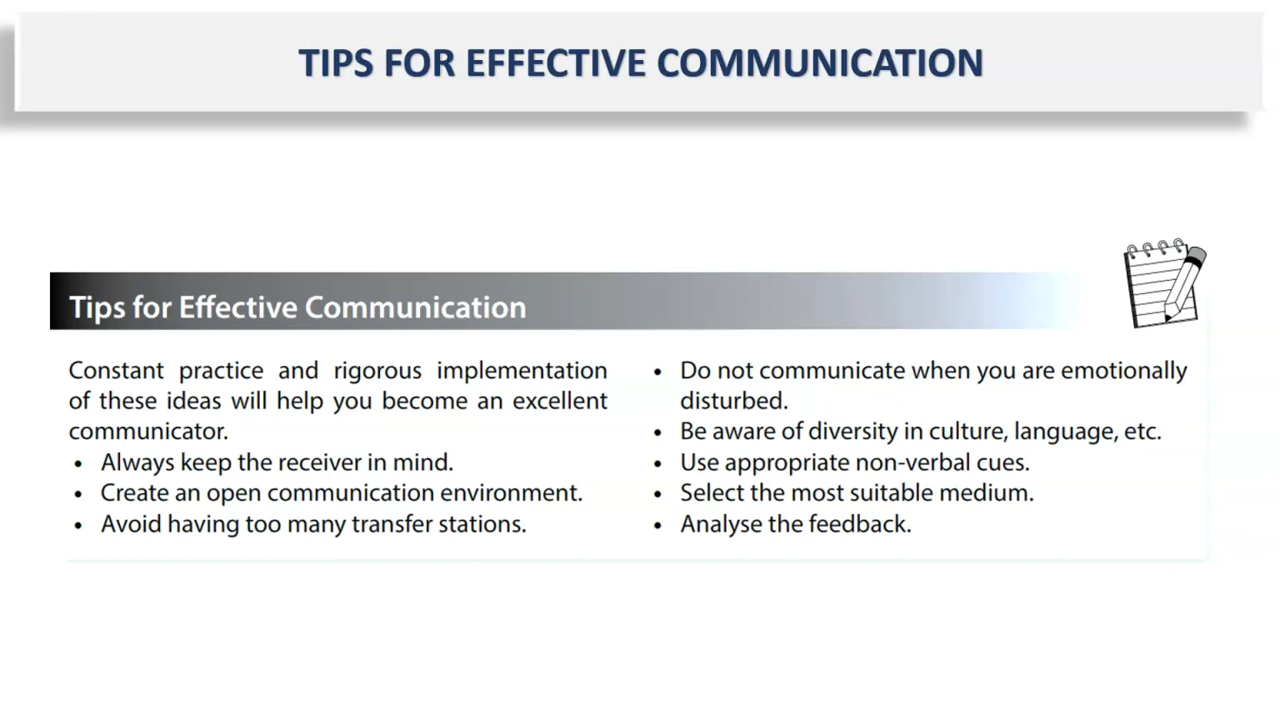 TIPS FOR EFFECTIVE COMMUNICATION
Tips for Effective Communication
Constant practice and rigorous implementation
of these ideas will help you become an excellent
communicator.
• Always keep the receiver in mind.
• Create an open communication environment.
• Avoid having too many transfer stations.
• Do not communicate when you are emotionally
disturbed.
• Be aware of diversity in culture, language, etc.
• Use appropriate non-verbal cues.
• Select the most suitable medium.
• Analyse the feedback.